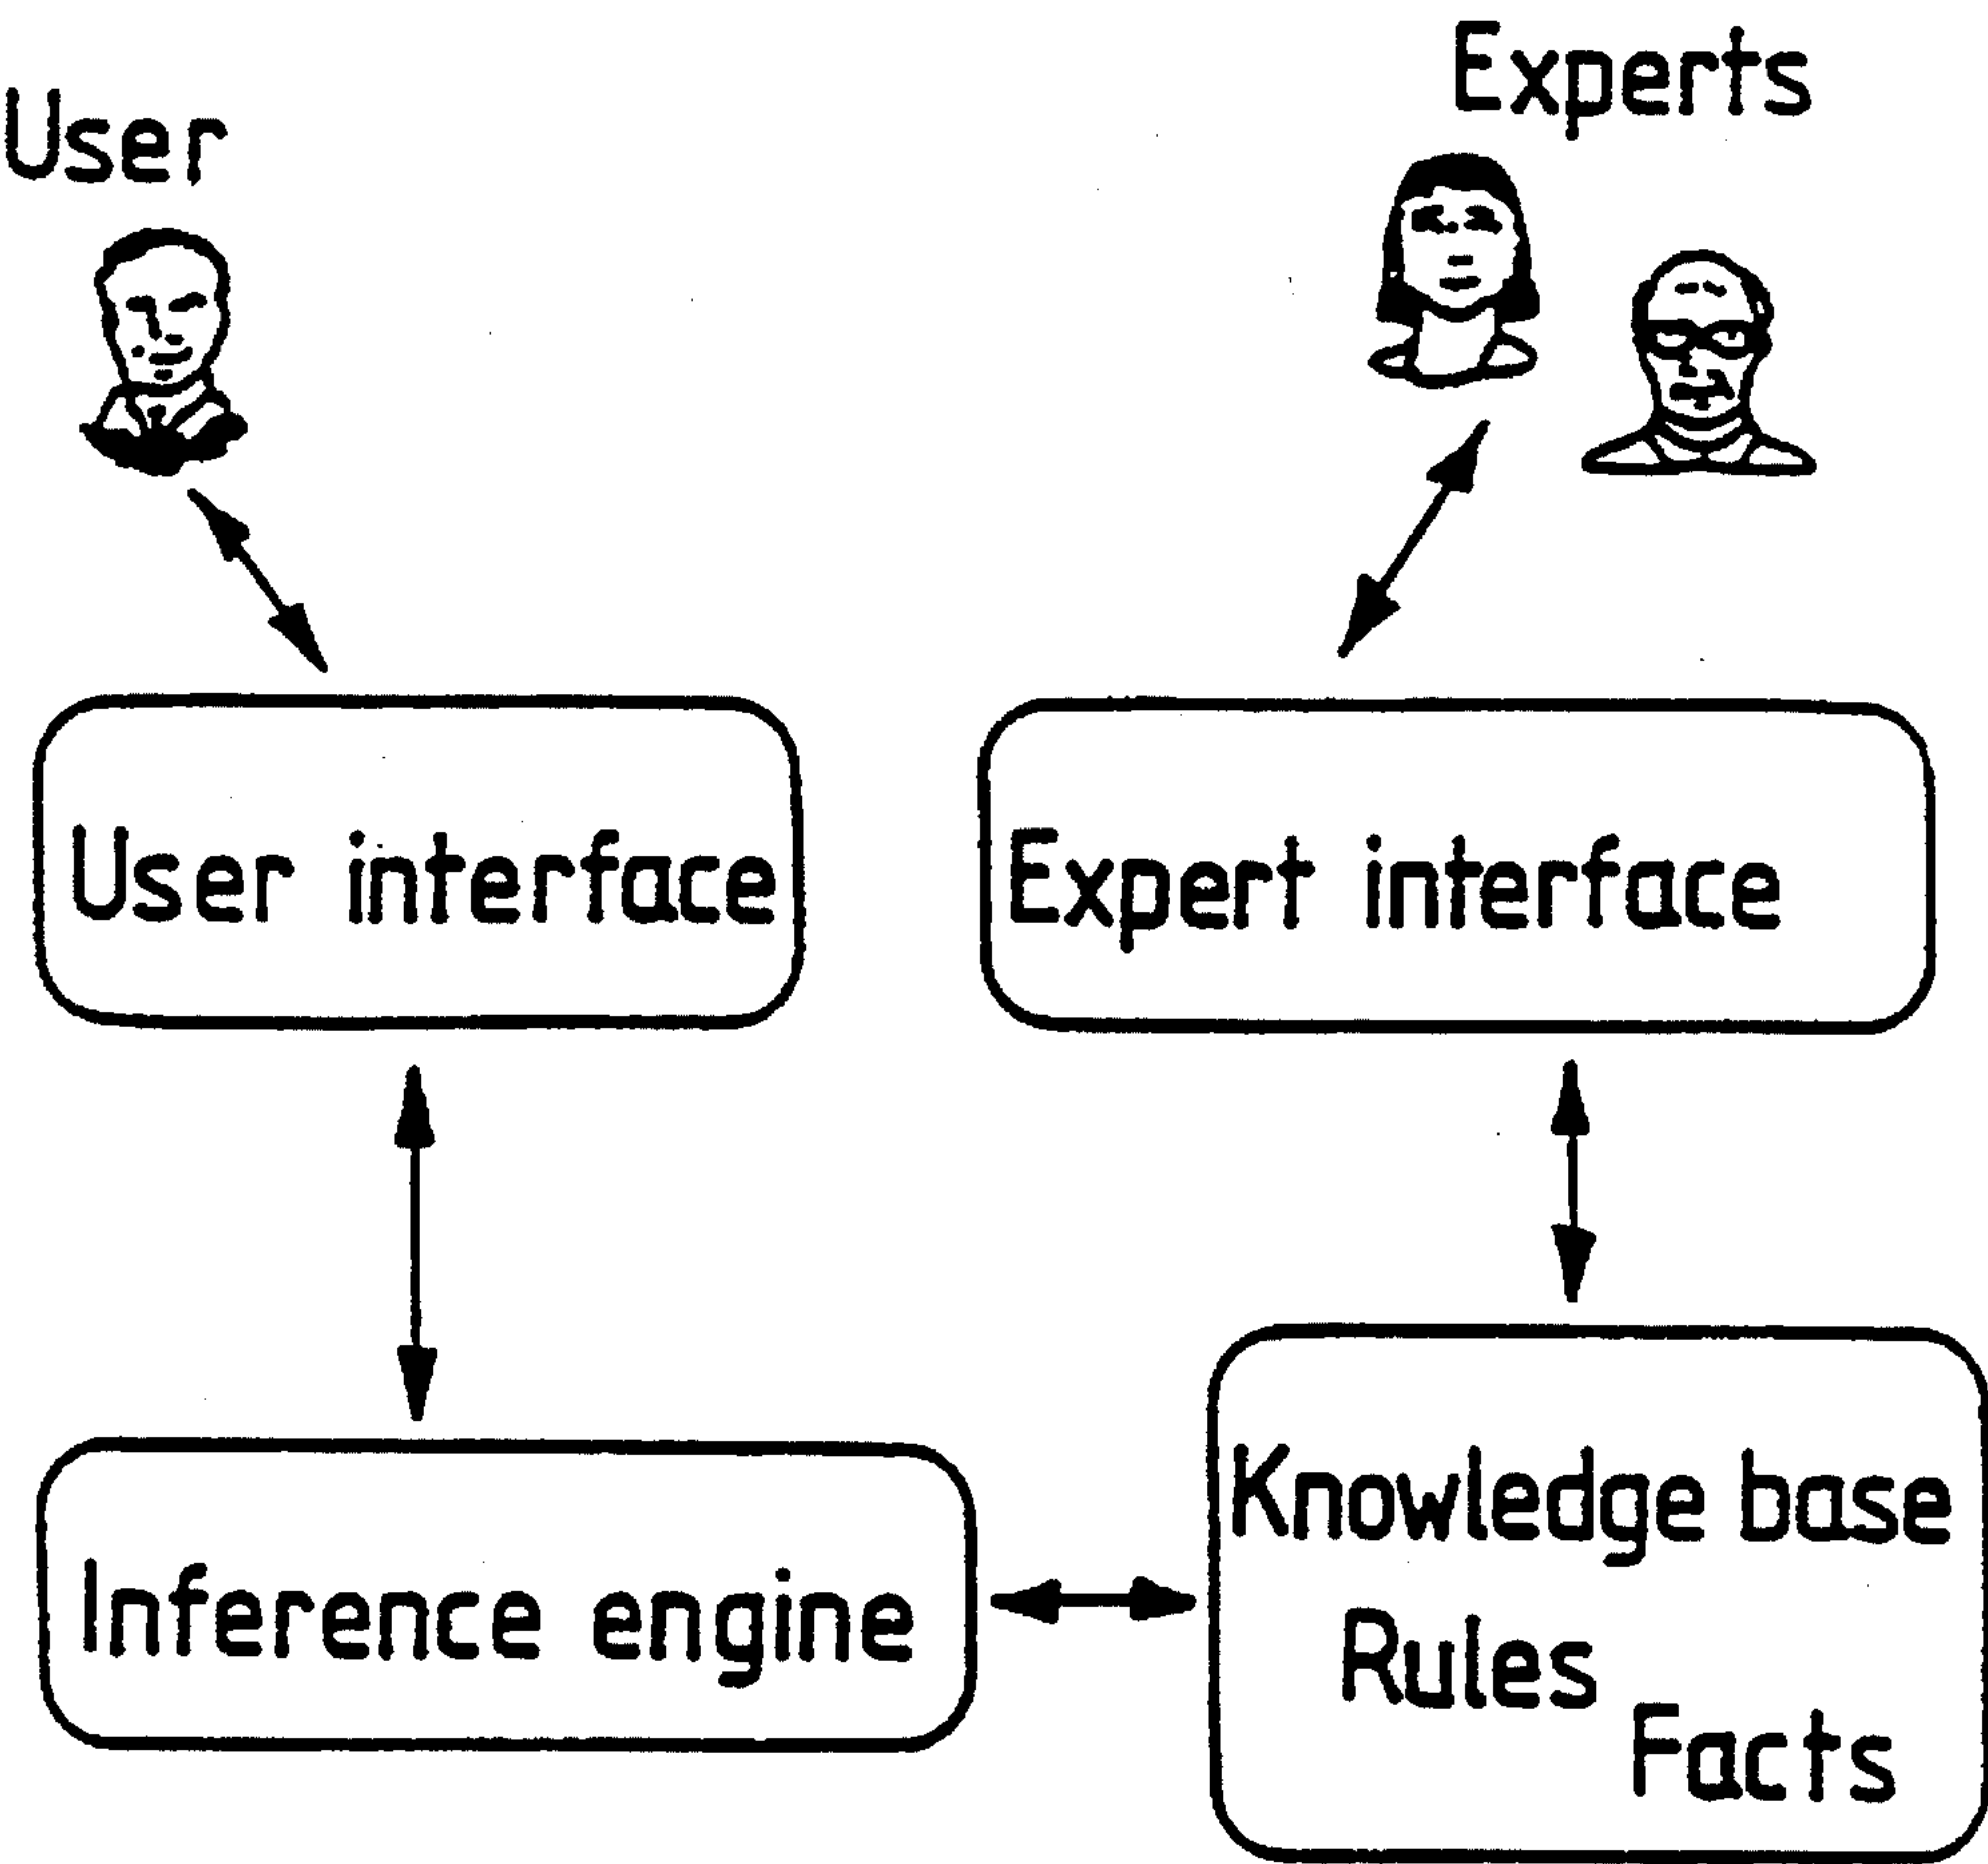 User
Experts
User interface
Expert interface
Inference engine
Knowledge base
Rules
Facts